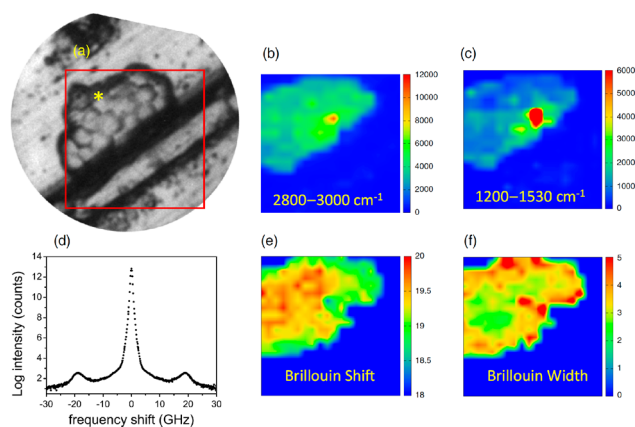 (a)
*
(b)
12000
10000
8000
6000
4000
2000
0
2800–3000 cm-1
(c)
6000
5000
4000
3000
2000
1000
0
1200–1530 cm-1
(d)
14
12
10
8
6
4
2
Log intensity (counts)
-30 -20 -10 0 10 20 30
frequency shift (GHz)
(e)
20
19.5
19
18.5
18
Brillouin Shift
(f)
5
4
3
2
1
0
Brillouin Width